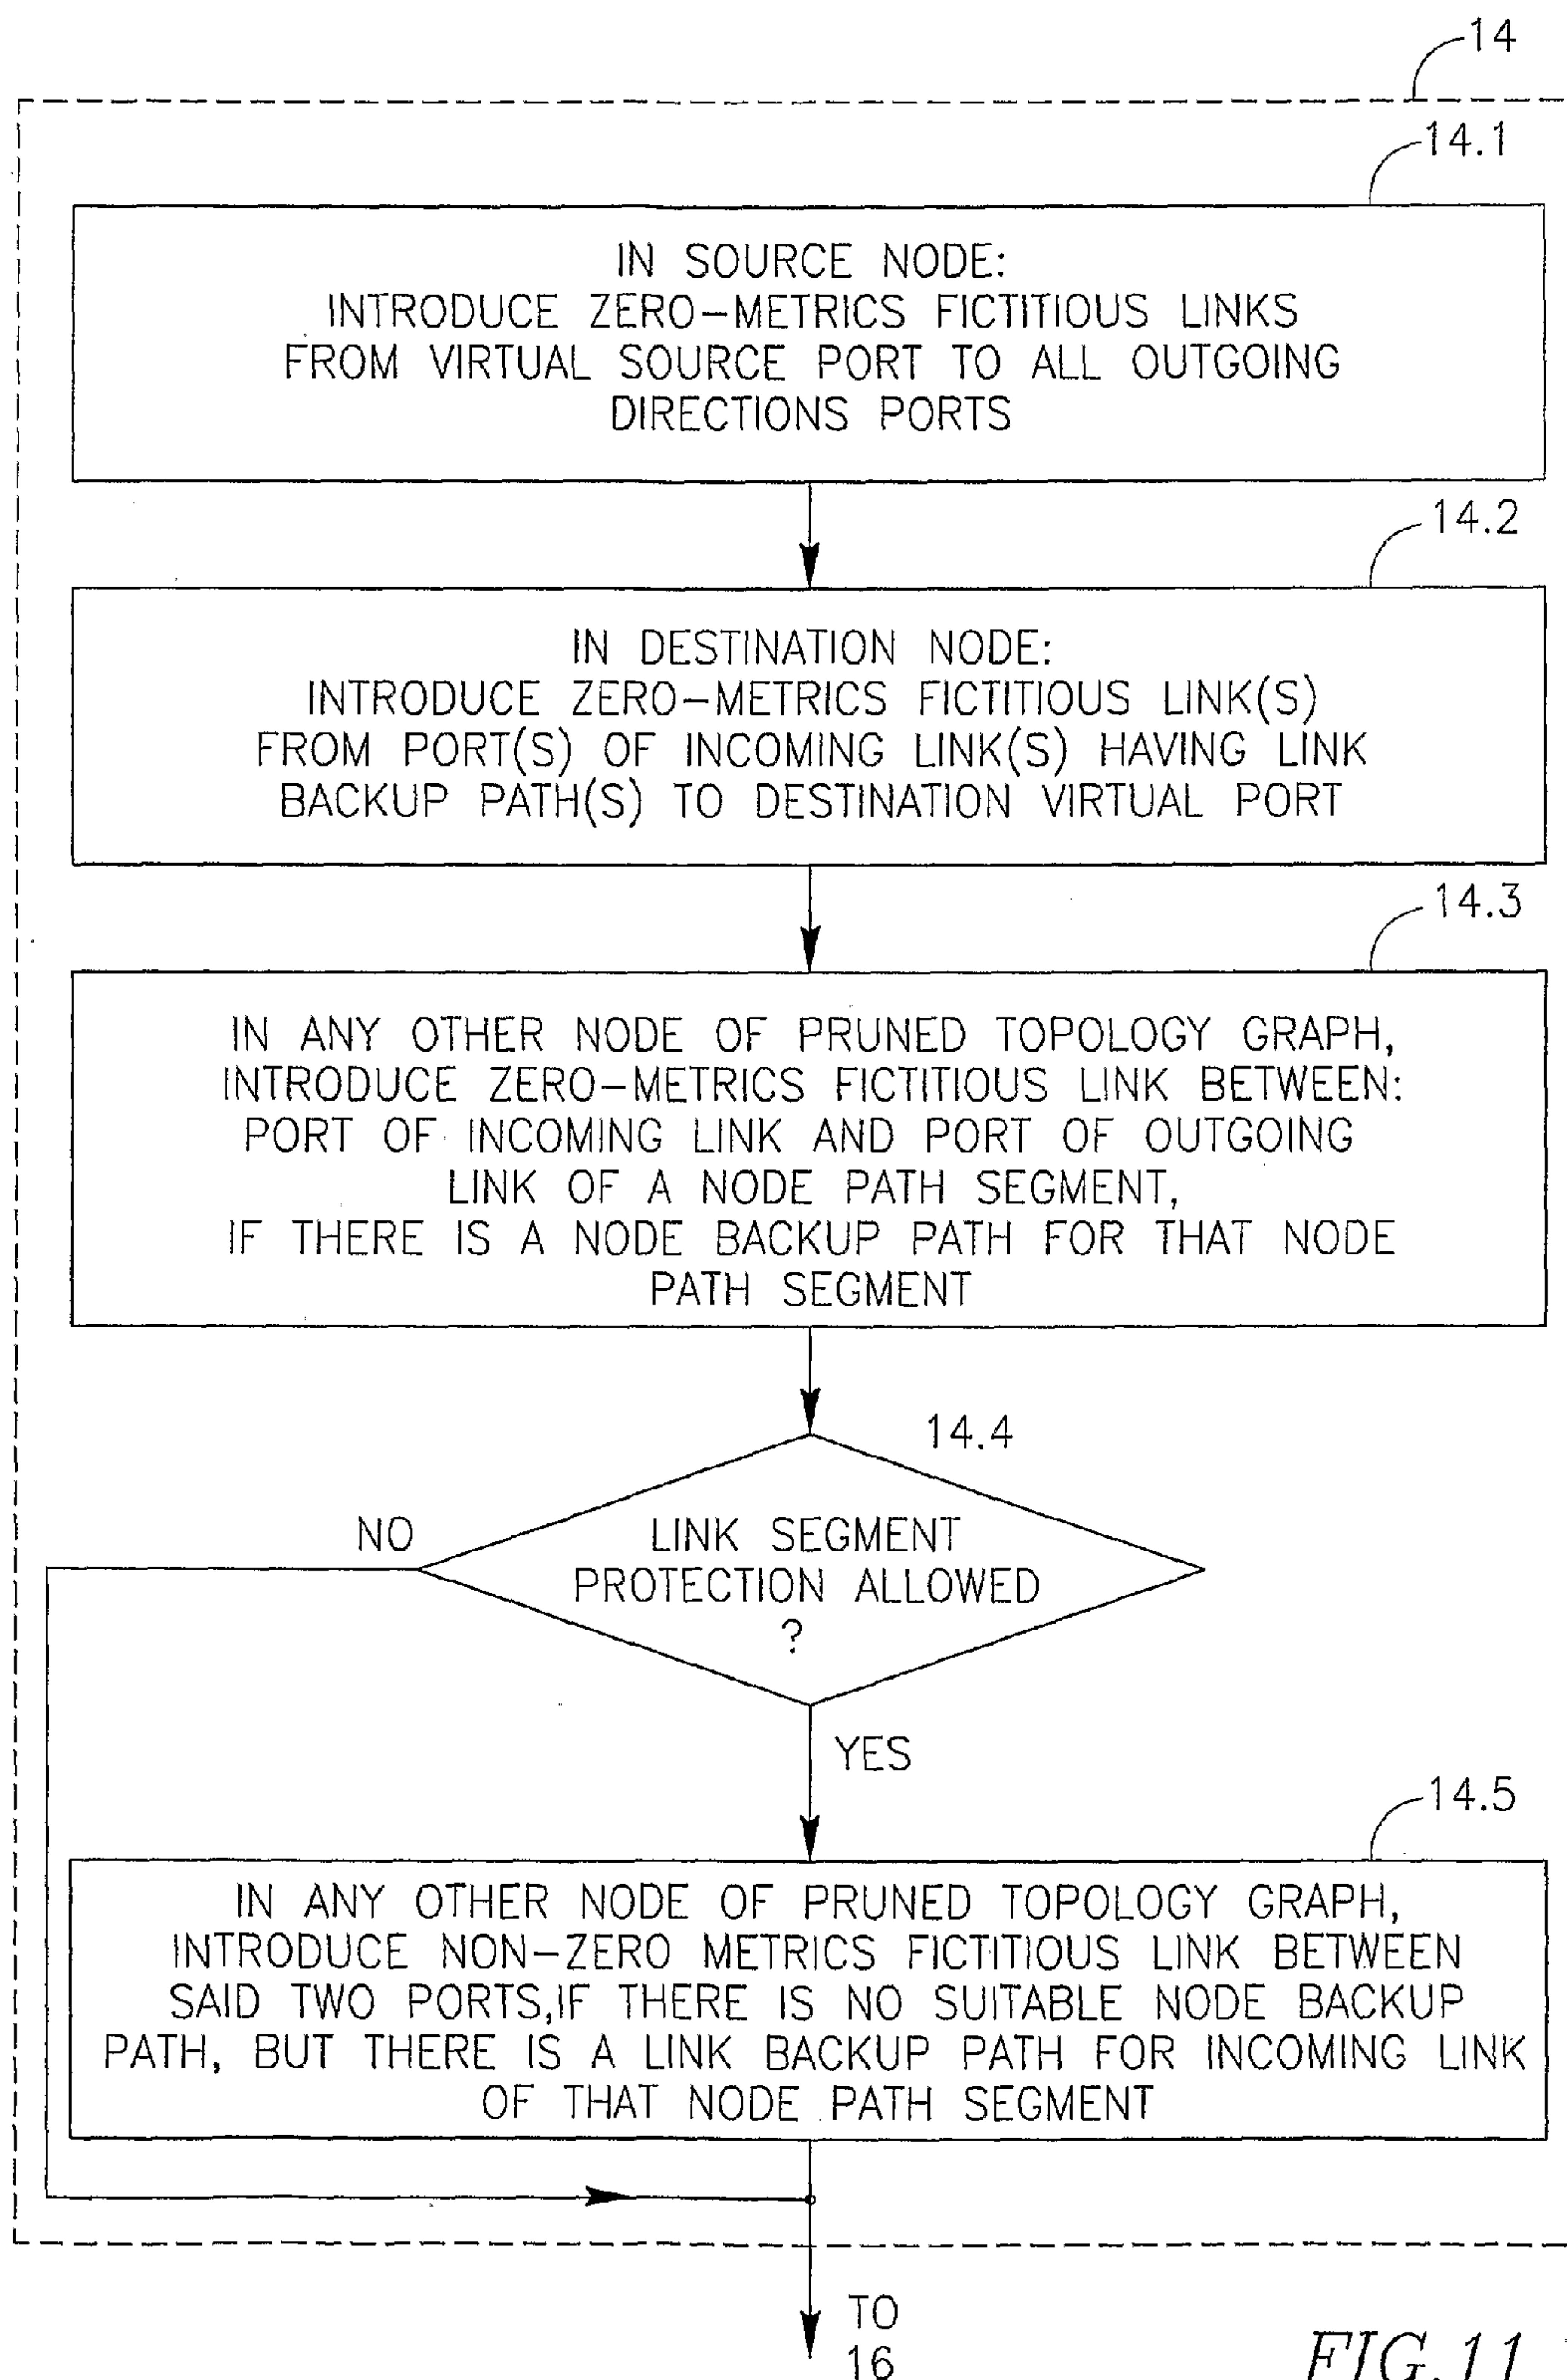 14
14.1
IN SOURCE NODE:
INTRODUCE ZERO-METRICS FICTITIOUS LINKS
FROM VIRTUAL SOURCE PORT TO ALL OUTGOING
DIRECTIONS PORTS
14.2
IN DESTINATION NODE:
INTRODUCE ZERO-METRICS FICTITIOUS LINK(S)
FROM PORT(S) OF INCOMING LINK(S) HAVING LINK
BACKUP PATH(S) TO DESTINATION VIRTUAL PORT
14.3
IN ANY OTHER NODE OF PRUNED TOPOLOGY GRAPH,
INTRODUCE ZERO-METRICS FICTITIOUS LINK BETWEEN:
PORT OF INCOMING LINK AND PORT OF OUTGOING
LINK OF A NODE PATH SEGMENT,
IF THERE IS A NODE BACKUP PATH FOR THAT NODE
PATH SEGMENT
14.4
NO
LINK SEGMENT
PROTECTION ALLOWED
?
YES
14.5
IN ANY OTHER NODE OF PRUNED TOPOLOGY GRAPH,
INTRODUCE NON-ZERO METRICS FICTITIOUS LINK BETWEEN
SAID TWO PORTS,IF THERE IS NO SUITABLE NODE BACKUP
PATH, BUT THERE IS A LINK BACKUP PATH FOR INCOMING LINK
OF THAT NODE PATH SEGMENT
TO
16
FIG.11